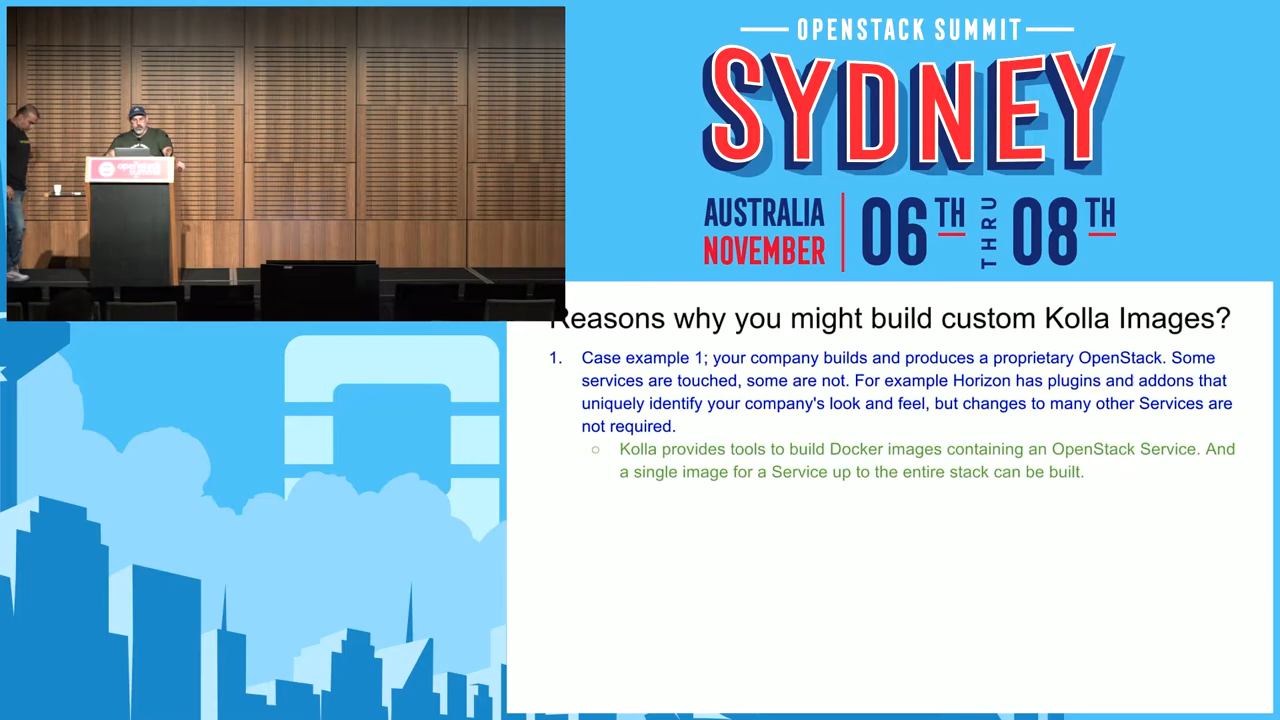 OPENSTACK SUMMIT
SYDNEY
AUSTRALIA
NOVEMBER
06TH THRU 08TH
openstack
Reasons why you might build custom Kolla Images?
1. Case example 1; your company builds and produces a proprietary OpenStack. Some
services are touched, some are not. For example Horizon has plugins and addons that
uniquely identify your company's look and feel, but changes to many other Services are
not required.
○ Kolla provides tools to build Docker images containing an OpenStack Service. And
a single image for a Service up to the entire stack can be built.